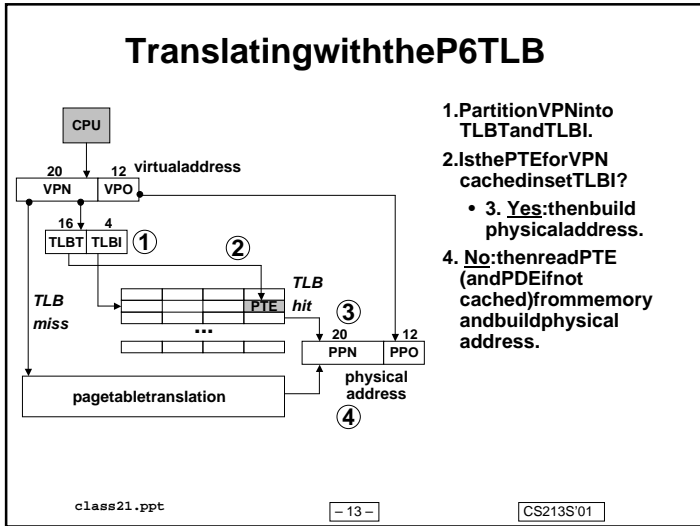 TranslatingwiththeP6TLB
CPU
20 12 virtualaddress
VPN VPO
16 4
TLBT TLBI 1
2
TLB
miss
TLB
hit
PTE
...
3
20 12
PPN PPO
physical
address
pagetabletranslation
4
1.PartitionVPNinto
TLBTandTLBI.
2.IsthePTEforVPN
cachedinsetTLBI?
• 3. Yes:thenbuild
physicaladdress.
4. No:thenreadPTE
(andPDEifnot
cached)frommemory
andbuildphysical
address.
class21.ppt
– 13 –
CS213S'01